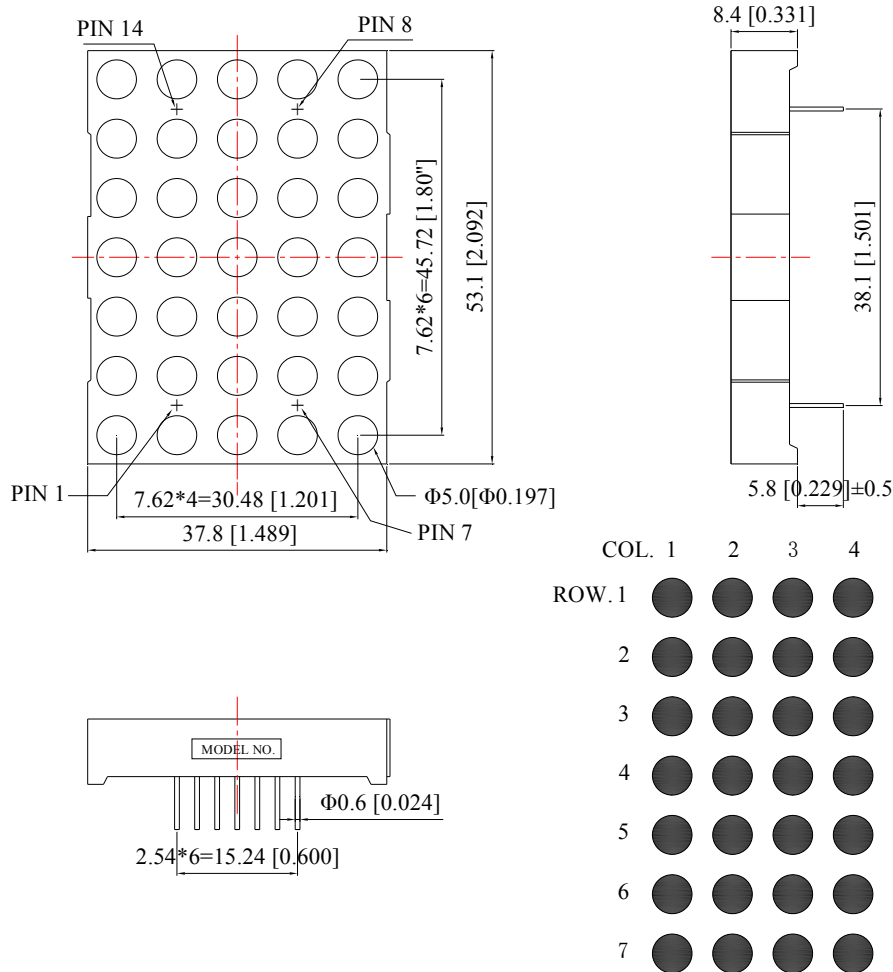 PIN 14
PIN 8
8.4 [0.331]
7.62*6=45.72 [1.80"]
53.1 [2.092]
38.1 [1.501]
PIN 1
7.62*4=30.48 [1.201]
Φ5.0[Φ0.197]
5.8 [0.229]±0.5
37.8 [1.489]
PIN 7
COL. 1 2 3 4
ROW. 1
2
3
4
5
6
7
MODEL NO.
Φ0.6 [0.024]
2.54*6=15.24 [0.600]